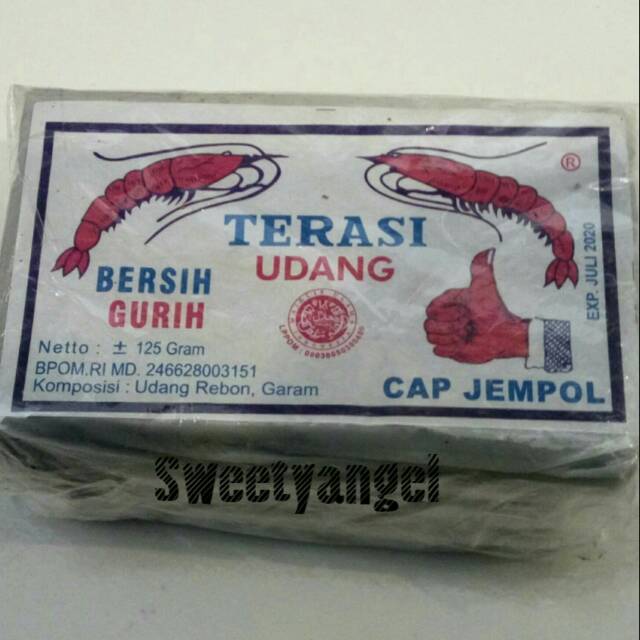 ®
TERASI
UDANG
BERSIH
GURIH
EXP. JULI 2020
Netto : ± 125 Gram
BPOM.RI MD. 246628003151
Komposisi : Udang Rebon, Garam
CAP JEMPOL
Sweetyangel